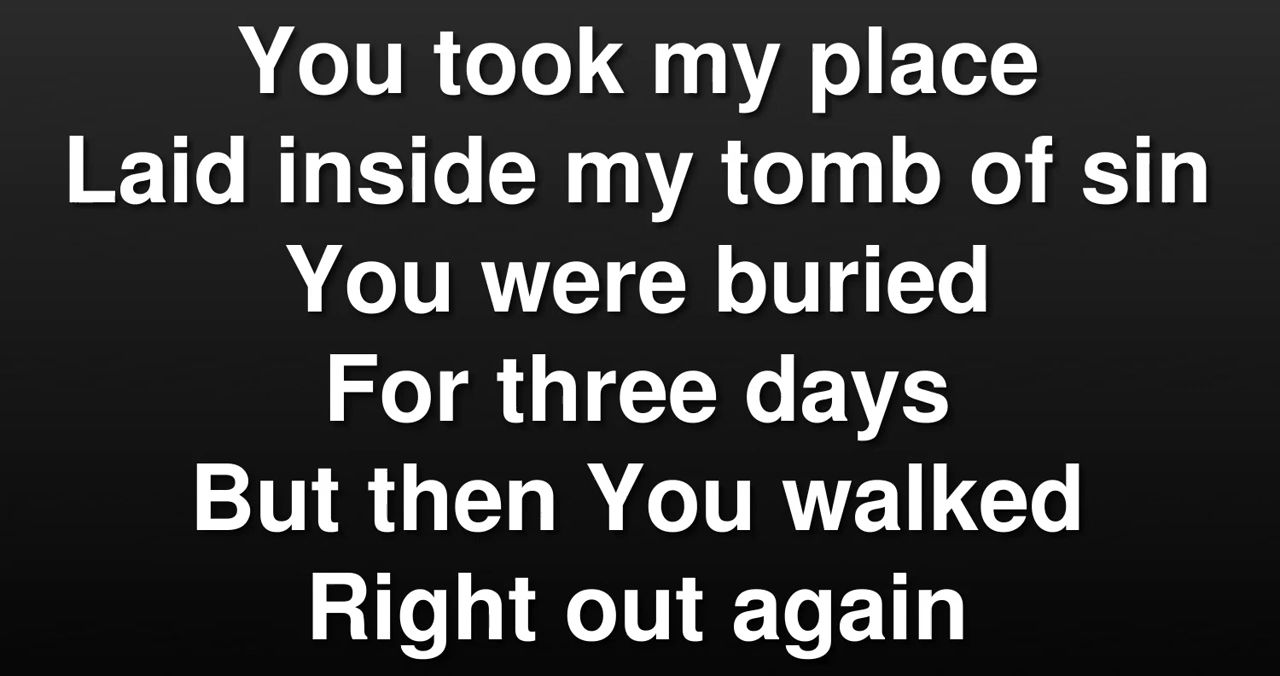 You took my place
Laid inside my tomb of sin
You were buried
For three days
But then You walked
Right out again